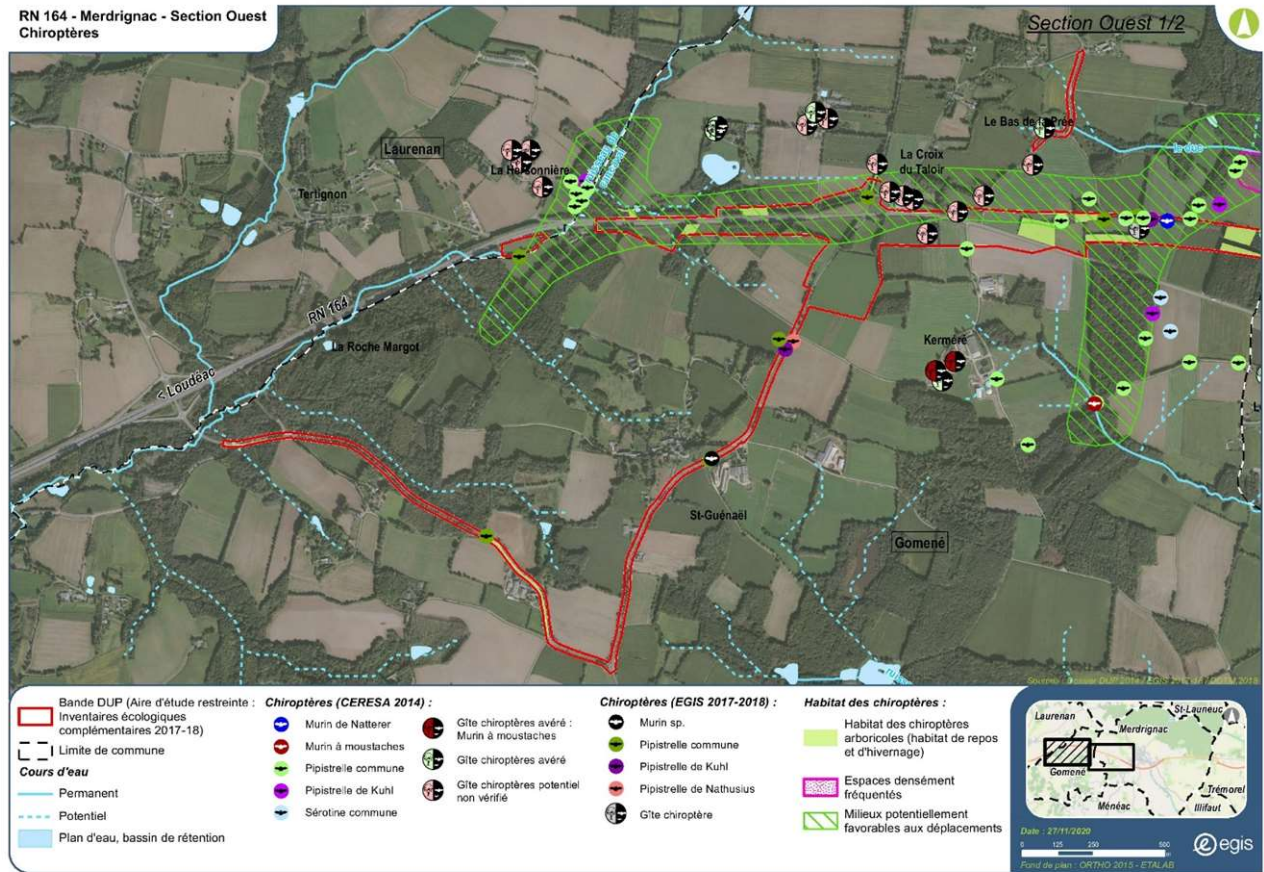 RN 164 - Merdrignac - Section Ouest
Chiroptères
Section Ouest 1/2
Laurenan
Tertignon
La Hersonnière
La Croix
du Taloir
Le Bas de la Prée
le duc
RN 164
< Loudéac
La Roche Margot
Kerméré
St-Guénaël
Gomené
Bande DUP (Aire d'étude restreinte :
Inventaires écologiques
complémentaires 2017-18)
Limite de commune
Cours d'eau
Permanent
Potentiel
Plan d'eau, bassin de rétention
Chiroptères (CERESA 2014) :
Murin de Natterer
Murin à moustaches
Pipistrelle commune
Pipistrelle de Kuhl
Sérotine commune
Gîte chiroptères avéré :
Murin à moustaches
Gîte chiroptères avéré
Gîte chiroptères potentiel
non vérifié
Chiroptères (EGIS 2017-2018) :
Murin sp.
Pipistrelle commune
Pipistrelle de Kuhl
Pipistrelle de Nathusius
Gîte chiroptère
Habitat des chiroptères :
Habitat des chiroptères
arboricoles (habitat de repos
et d'hivernage)
Espaces densément
fréquentés
Milieux potentiellement
favorables aux déplacements
Laurenan
St-Launeuc
Merdrignac
Gomené
Trémorel
Ménéac
Illifaut
Date : 27/11/2020
0 125 250 500
m
egis
Fond de plan : ORTHO 2015 - ETALAB